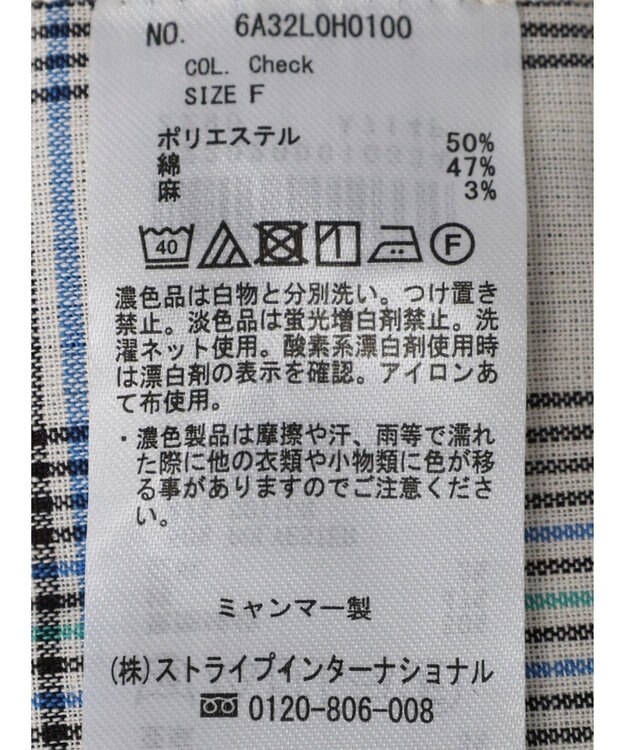 NO. 6A32L0H0100
COL. Check
SIZE F
ポリエステル 50%
綿 47%
麻 3%
40 F
濃色品は白物と分別洗い。つけ置き
禁止。淡色品は蛍光増白剤禁止。洗
濯ネット使用。酸素系漂白剤使用時
は漂白剤の表示を確認。アイロンあ
て布使用。
・濃色製品は摩擦や汗、雨等で濡れ
た際に他の衣類や小物類に色が移
る事がありますのでご注意くださ
い。
ミャンマー製
(株)ストライプインターナショナル
0120-806-008